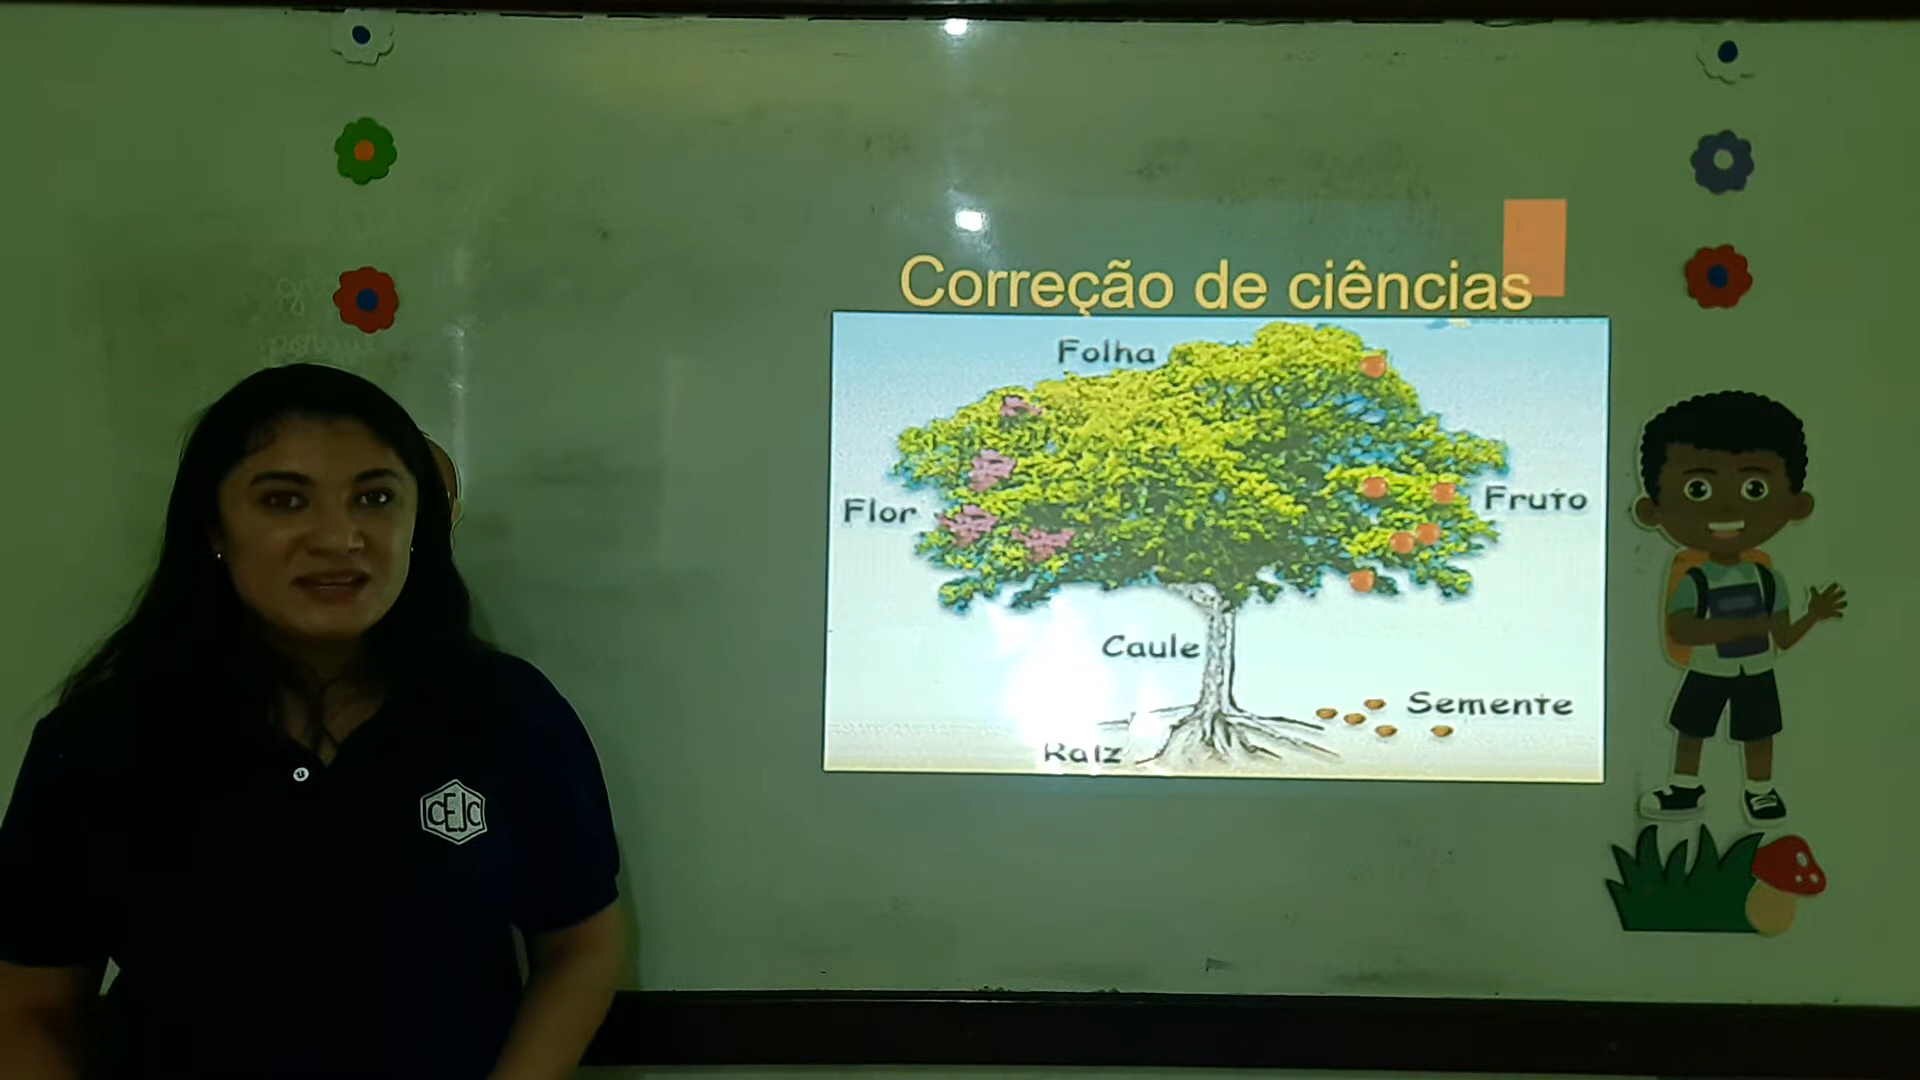 Correção de ciências
Folha
Flor
Fruto
Caule
Semente
Raiz
CEJC